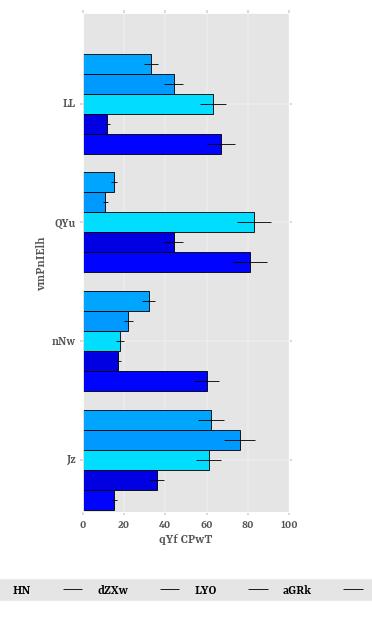 LL
QYu
nNw
Jz
vmPnIElh
0 20 40 60 80 100
qYf CPwT
HN dZXw LYO aGRk